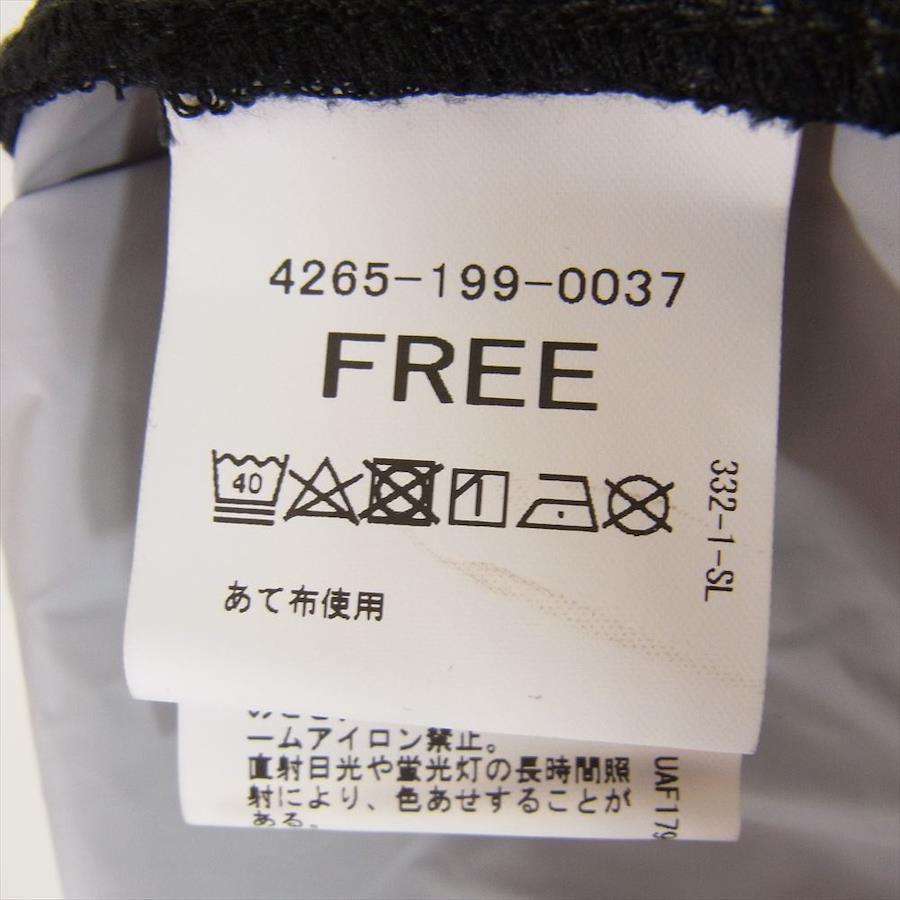 4265-199-0037
FREE
40
332-1-SL
あて布使用
ームアイロン禁止。
直射日光や蛍光灯の長時間照
射により、色あせすることが
ある。
UAF179